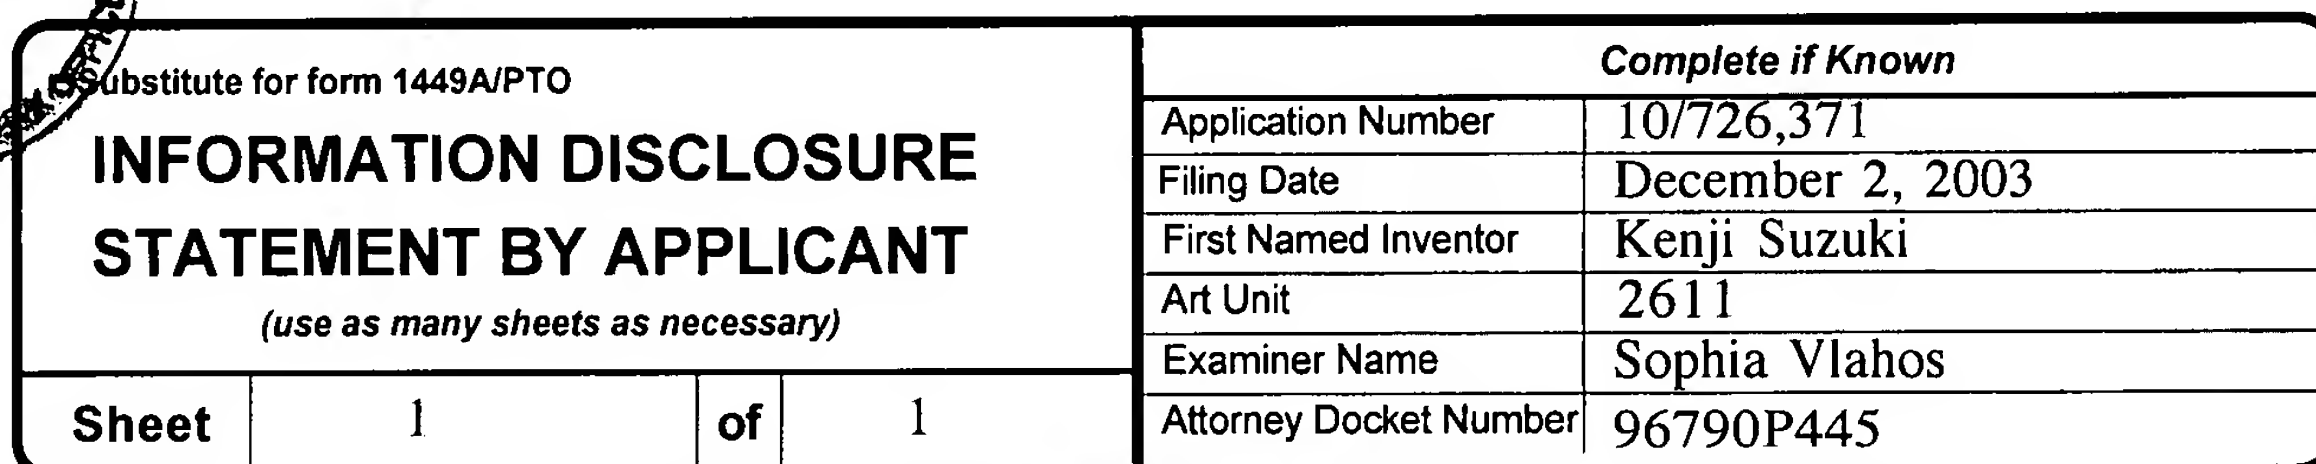 Substitute for form 1449A/PTO
INFORMATION DISCLOSURE
STATEMENT BY APPLICANT
(use as many sheets as necessary)
Sheet 1 of 1
Complete if Known
Application Number 10/726,371
Filing Date December 2, 2003
First Named Inventor Kenji Suzuki
Art Unit 2611
Examiner Name Sophia Vlahos
Attorney Docket Number 96790P445